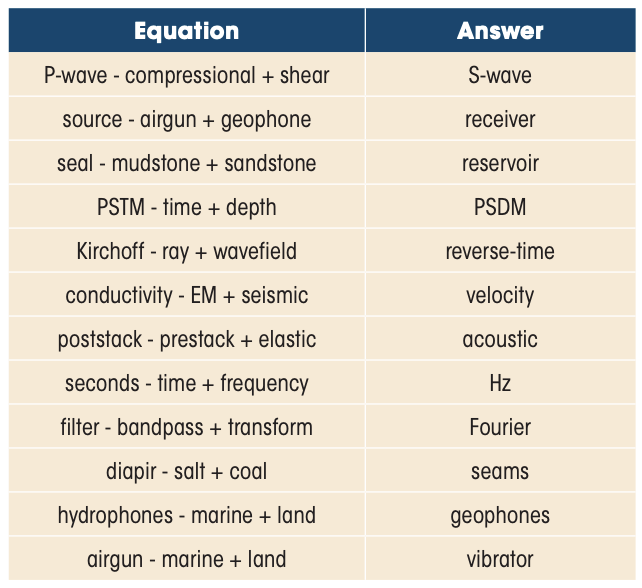 Equation Answer
P-wave - compressional + shear S-wave
source - airgun + geophone receiver
seal - mudstone + sandstone reservoir
PSTM - time + depth PSDM
Kirchoff - ray + wavefield reverse-time
conductivity - EM + seismic velocity
poststack - prestack + elastic acoustic
seconds - time + frequency Hz
filter - bandpass + transform Fourier
diapir - salt + coal seams
hydrophones - marine + land geophones
airgun - marine + land vibrator